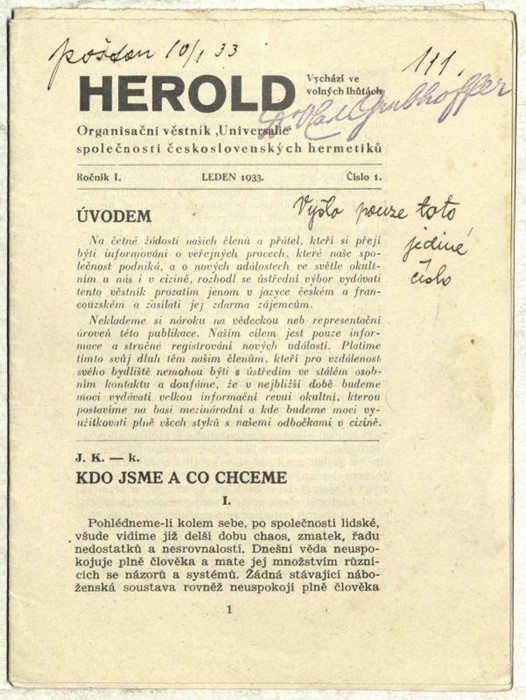 poštou 10/I 33
111.
HEROLD
Vychází ve
volných lhůtách
Dr Vlad Grubhoffer
Organisační věstník „Universalie“
společnosti československých hermetiků
Ročník I. LEDEN 1933. Číslo 1.
Vyšlo pouze toto
jediné
číslo
ÚVODEM
Na četné žádosti našich členů a přátel, kteří si přejí
býti informováni o veřejných pracech, které naše spo-
lečnost podniká, a o nových událostech ve světle okult-
ním u nás i v cizině, rozhodl se ústřední výbor vydávati
tento věstník prozatím jenom v jazyce českém a fran-
couzském a zasílati jej zdarma zájemcům.
Neklademe si nároku na vědeckou neb representační
úroveň této publikace. Naším cílem jest pouze infor-
mace a stručné registrování nových událostí. Platíme
tímto svůj dluh těm našim členům, kteří pro vzdálenost
svého bydliště nemohou býti s ústředím ve stálém osob-
ním kontaktu a doufáme, že v nejbližší době budeme
moci vydávati velkou informační revui okultní, kterou
postavíme na basi mezinárodní a kde budeme moci vy-
užitkovati plně všech styků s našemi odbočkami v cizině.
J. K. — k.
KDO JSME A CO CHCEME
I.
Pohlédneme-li kolem sebe, po společnosti lidské,
všude vidíme již delší dobu chaos, zmatek, řadu
nedostatků a nesrovnalostí. Dnešní věda neuspo-
kojuje plně člověka a mate jej množstvím různí-
cích se názorů a systémů. Žádná stávající nábo-
ženská soustava rovněž neuspokojí plně člověka
1